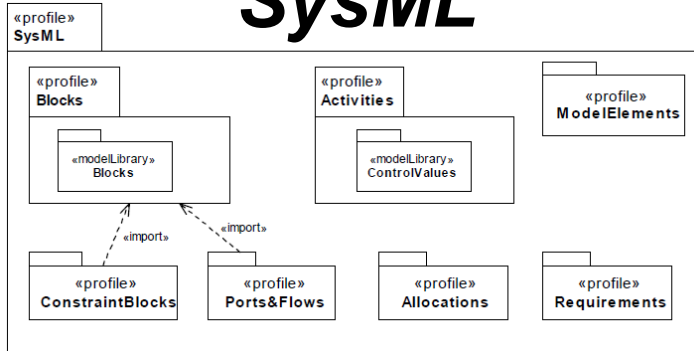 SysML
«profile»
SysML
«profile»
Blocks
«modelLibrary»
Blocks
«profile»
Activities
«modelLibrary»
ControlValues
«profile»
ModelElements
«import»
«import»
«profile»
ConstraintBlocks
«profile»
Ports&Flows
«profile»
Allocations
«profile»
Requirements